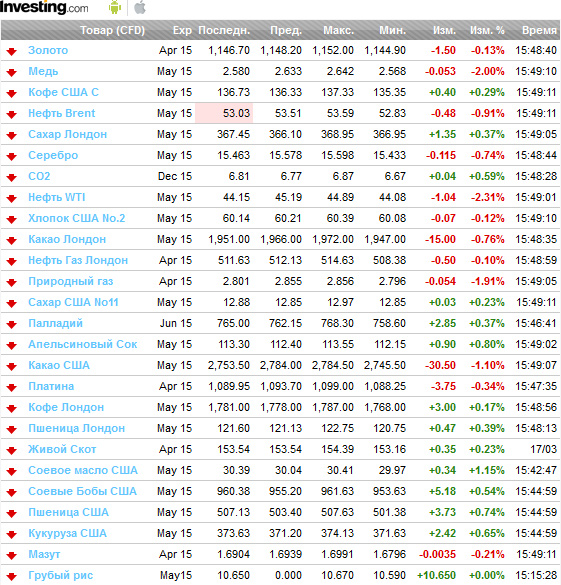 Investing.com
Товар (CFD) Exp Последн. Пред. Макс. Мин. Изм. Изм. % Время
Золото Apr 15 1,146.70 1,148.20 1,152.00 1,144.90 -1.50 -0.13% 15:48:40
Медь May 15 2.580 2.633 2.642 2.568 -0.053 -2.00% 15:49:10
Кофе США C May 15 136.73 136.33 137.33 135.35 +0.40 +0.29% 15:49:11
Нефть Brent May 15 53.03 53.51 53.59 52.83 -0.48 -0.91% 15:49:11
Сахар Лондон May 15 367.45 366.10 368.95 366.95 +1.35 +0.37% 15:49:05
Серебро May 15 15.463 15.578 15.598 15.433 -0.115 -0.74% 15:48:44
CO2 Dec 15 6.81 6.77 6.87 6.67 +0.04 +0.59% 15:48:28
Нефть WTI May 15 44.15 45.19 44.89 44.08 -1.04 -2.31% 15:49:01
Хлопок США No.2 May 15 60.14 60.21 60.39 60.08 -0.07 -0.12% 15:49:10
Какао Лондон May 15 1,951.00 1,966.00 1,972.00 1,947.00 -15.00 -0.76% 15:48:35
Нефть Газ Лондон Apr 15 511.63 512.13 514.63 508.38 -0.50 -0.10% 15:48:59
Природный газ Apr 15 2.801 2.855 2.856 2.796 -0.054 -1.91% 15:49:05
Сахар США No11 May 15 12.88 12.85 12.97 12.85 +0.03 +0.23% 15:49:11
Палладий Jun 15 765.00 762.15 768.30 758.60 +2.85 +0.37% 15:46:41
Апельсиновый Сок May 15 113.30 112.40 113.55 112.15 +0.90 +0.80% 15:49:02
Какао США May 15 2,753.50 2,784.00 2,784.50 2,745.50 -30.50 -1.10% 15:49:07
Платина Apr 15 1,089.95 1,093.70 1,099.00 1,088.25 -3.75 -0.34% 15:47:35
Кофе Лондон May 15 1,781.00 1,778.00 1,787.00 1,768.00 +3.00 +0.17% 15:48:56
Пшеница Лондон May 15 121.60 121.13 122.75 120.75 +0.47 +0.39% 15:48:13
Живой Скот Apr 15 153.54 153.54 154.39 153.16 +0.35 +0.23% 17/03
Соевое масло США May 15 30.39 30.04 30.41 29.97 +0.34 +1.15% 15:42:47
Соевые Бобы США May 15 960.38 955.20 961.63 953.63 +5.18 +0.54% 15:44:59
Пшеница США May 15 507.13 503.40 507.63 501.38 +3.73 +0.74% 15:44:59
Кукуруза США May 15 373.63 371.20 374.13 371.63 +2.42 +0.65% 15:44:59
Мазут Apr 15 1.6904 1.6939 1.6991 1.6796 -0.0035 -0.21% 15:49:11
Грубый рис May15 10.650 0.000 10.670 10.590 +10.650 +0.00% 15:15:28